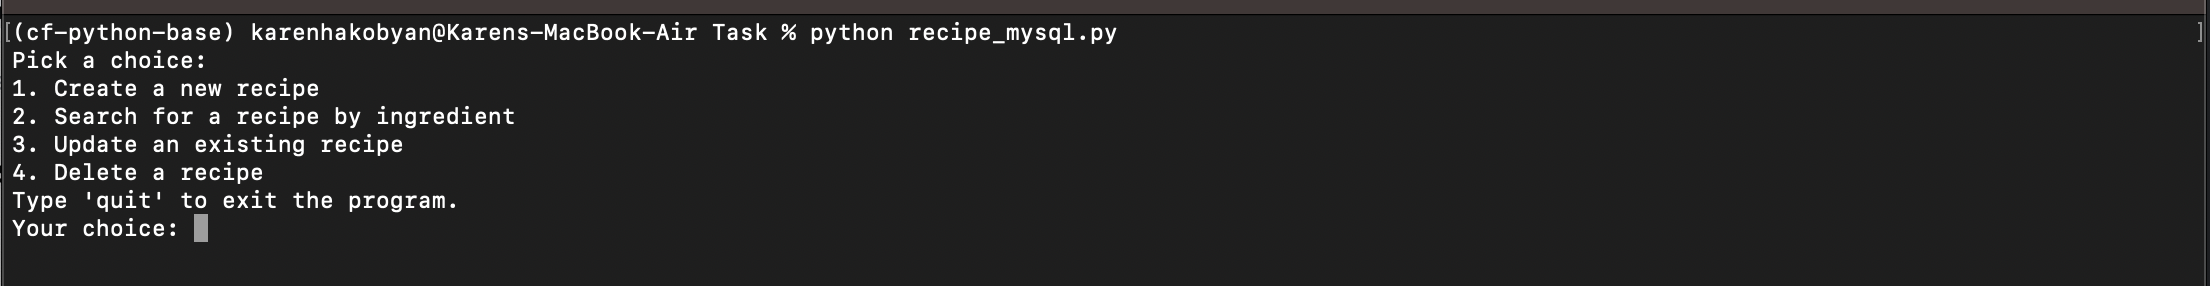 [(cf-python-base) karenhakobyan@Karens-MacBook-Air Task % python recipe_mysql.py ]
Pick a choice:
1. Create a new recipe
2. Search for a recipe by ingredient
3. Update an existing recipe
4. Delete a recipe
Type 'quit' to exit the program.
Your choice: